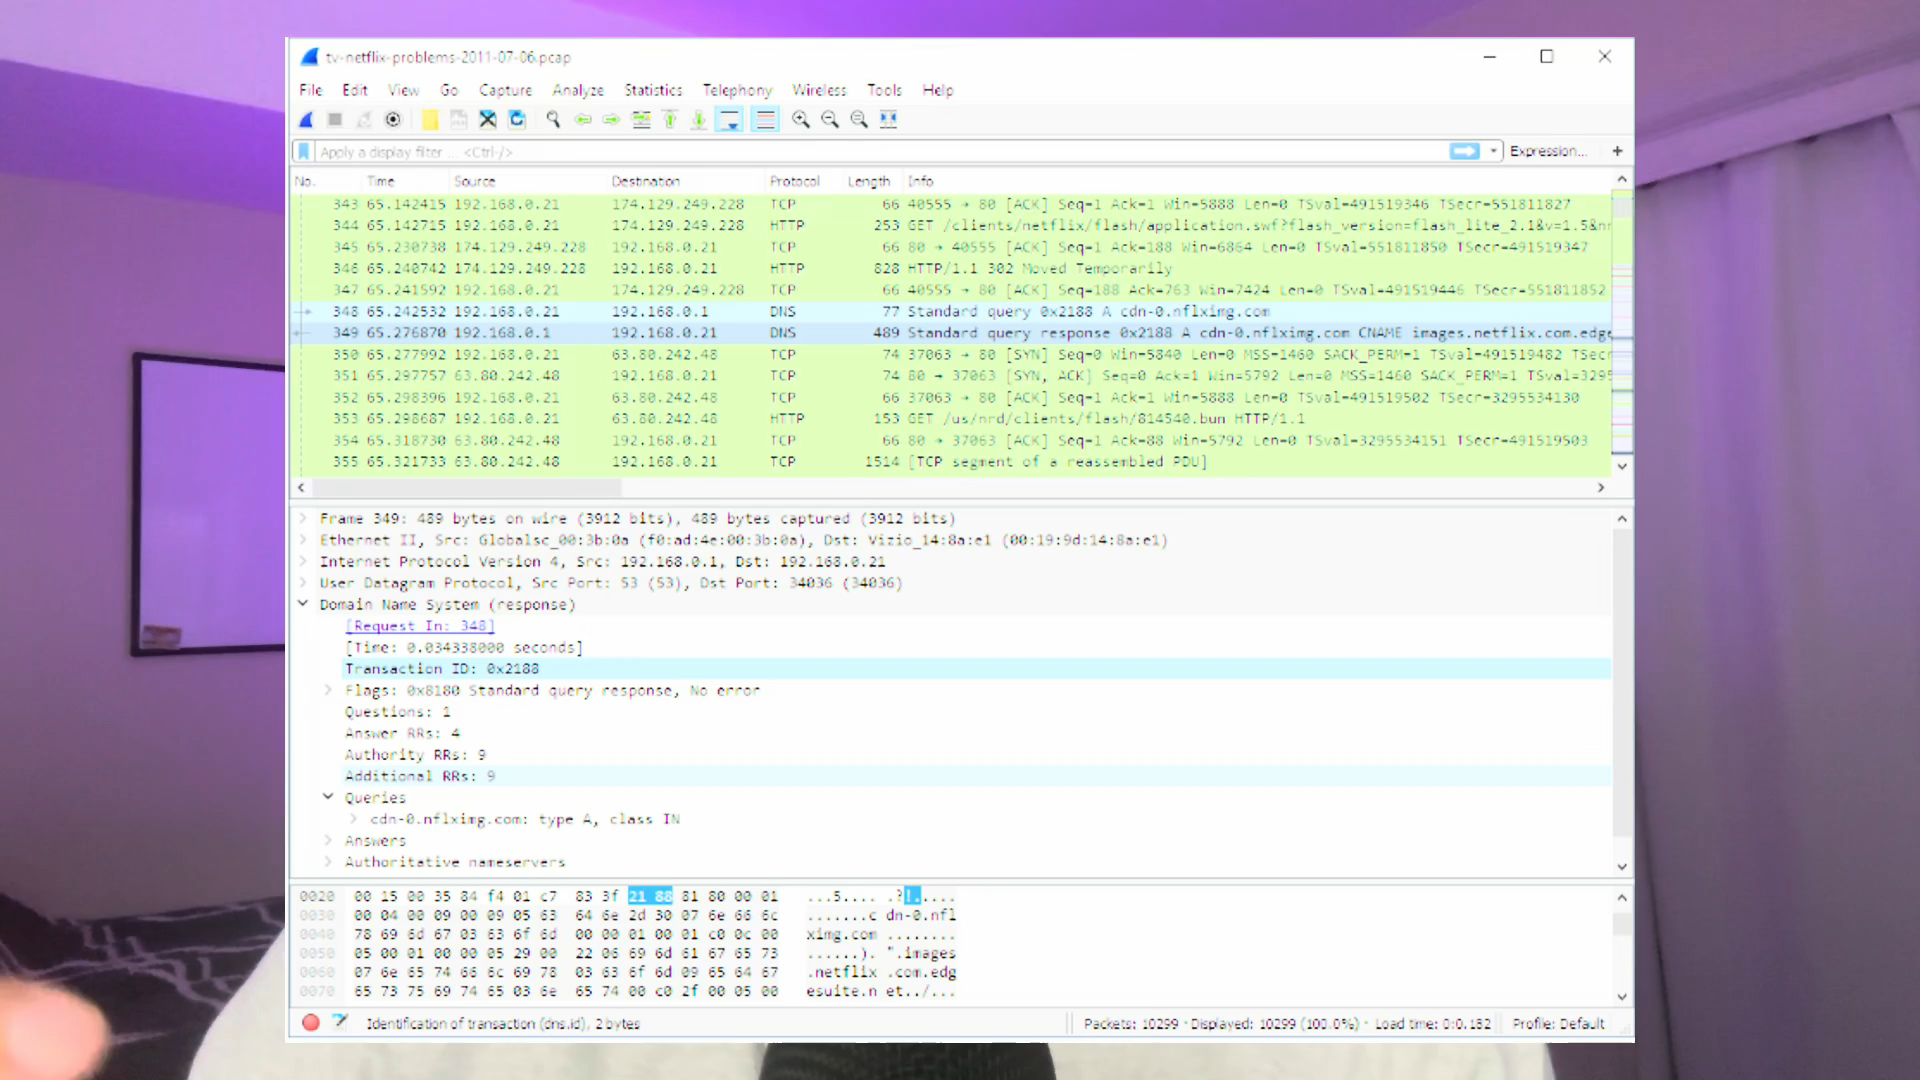 tv-netflix-problems-2011-07-06.pcap
File Edit View Go Capture Analyze Statistics Telephony Wireless Tools Help
Apply a display filter ... <Ctrl-/> Expression... +
No. Time Source Destination Protocol Length Info
343 65.142415 192.168.0.21 174.129.249.228 TCP 66 40555 → 80 [ACK] Seq=1 Ack=1 Win=5888 Len=0 TSval=491519346 TSecr=551811827
344 65.142715 192.168.0.21 174.129.249.228 HTTP 253 GET /clients/netflix/flash/application.swf?flash_version=flash_lite_2.1&v=1.5&nr
345 65.230738 174.129.249.228 192.168.0.21 TCP 66 80 → 40555 [ACK] Seq=1 Ack=188 Win=6864 Len=0 TSval=551811850 TSecr=491519347
346 65.240742 174.129.249.228 192.168.0.21 HTTP 828 HTTP/1.1 302 Moved Temporarily
347 65.241592 192.168.0.21 174.129.249.228 TCP 66 40555 → 80 [ACK] Seq=188 Ack=763 Win=7424 Len=0 TSval=491519446 TSecr=551811852
348 65.242532 192.168.0.21 192.168.0.1 DNS 77 Standard query 0x2188 A cdn-0.nflximg.com
349 65.276870 192.168.0.1 192.168.0.21 DNS 489 Standard query response 0x2188 A cdn-0.nflximg.com CNAME images.netflix.com.edge
350 65.277992 192.168.0.21 63.80.242.48 TCP 74 37063 → 80 [SYN] Seq=0 Win=5840 Len=0 MSS=1460 SACK_PERM=1 TSval=491519482 TSecr
351 65.297757 63.80.242.48 192.168.0.21 TCP 74 80 → 37063 [SYN, ACK] Seq=0 Ack=1 Win=5792 Len=0 MSS=1460 SACK_PERM=1 TSval=3295
352 65.298396 192.168.0.21 63.80.242.48 TCP 66 37063 → 80 [ACK] Seq=1 Ack=1 Win=5888 Len=0 TSval=491519502 TSecr=3295534130
353 65.298687 192.168.0.21 63.80.242.48 HTTP 153 GET /us/nrd/clients/flash/814540.bun HTTP/1.1
354 65.318730 63.80.242.48 192.168.0.21 TCP 66 80 → 37063 [ACK] Seq=1 Ack=88 Win=5792 Len=0 TSval=3295534151 TSecr=491519503
355 65.321733 63.80.242.48 192.168.0.21 TCP 1514 [TCP segment of a reassembled PDU]
Frame 349: 489 bytes on wire (3912 bits), 489 bytes captured (3912 bits)
Ethernet II, Src: Globalsc_00:3b:0a (f0:ad:4e:00:3b:0a), Dst: Vizio_14:8a:e1 (00:19:9d:14:8a:e1)
Internet Protocol Version 4, Src: 192.168.0.1, Dst: 192.168.0.21
User Datagram Protocol, Src Port: 53 (53), Dst Port: 34036 (34036)
Domain Name System (response)
[Request In: 348]
[Time: 0.034338000 seconds]
Transaction ID: 0x2188
Flags: 0x8180 Standard query response, No error
Questions: 1
Answer RRs: 4
Authority RRs: 9
Additional RRs: 9
Queries
cdn-0.nflximg.com: type A, class IN
Answers
Authoritative nameservers
0020 00 15 00 35 84 f4 01 c7 83 3f 21 88 81 80 00 01 ...5.... .?!.....
0030 00 04 00 09 00 09 05 63 64 6e 2d 30 07 6e 66 6c .......c dn-0.nfl
0040 78 69 6d 67 03 63 6f 6d 00 00 01 00 01 c0 0c 00 ximg.com ........
0050 05 00 01 00 00 05 29 00 22 06 69 6d 61 67 65 73 ......). ".images
0060 07 6e 65 74 66 6c 69 78 03 63 6f 6d 09 65 64 67 .netflix .com.edg
0070 65 73 75 69 74 65 03 6e 65 74 00 c0 2f 00 05 00 esuite.n et../...
Identification of transaction (dns.id), 2 bytes Packets: 10299 · Displayed: 10299 (100.0%) · Load time: 0:0.182 Profile: Default